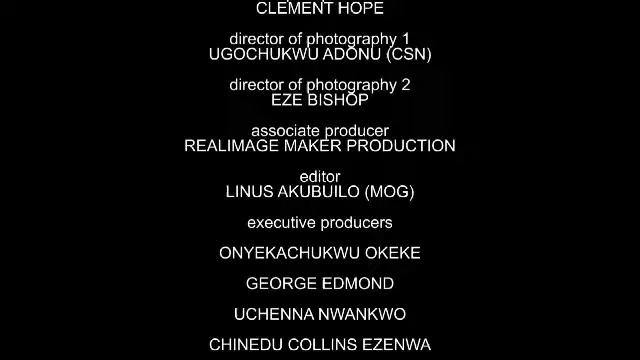 CLEMENT HOPE
director of photography 1
UGOCHUKWU ADONU (CSN)
director of photography 2
EZE BISHOP
associate producer
REALIMAGE MAKER PRODUCTION
editor
LINUS AKUBUILO (MOG)
executive producers
ONYEKACHUKWU OKEKE
GEORGE EDMOND
UCHENNA NWANKWO
CHINEDU COLLINS EZENWA